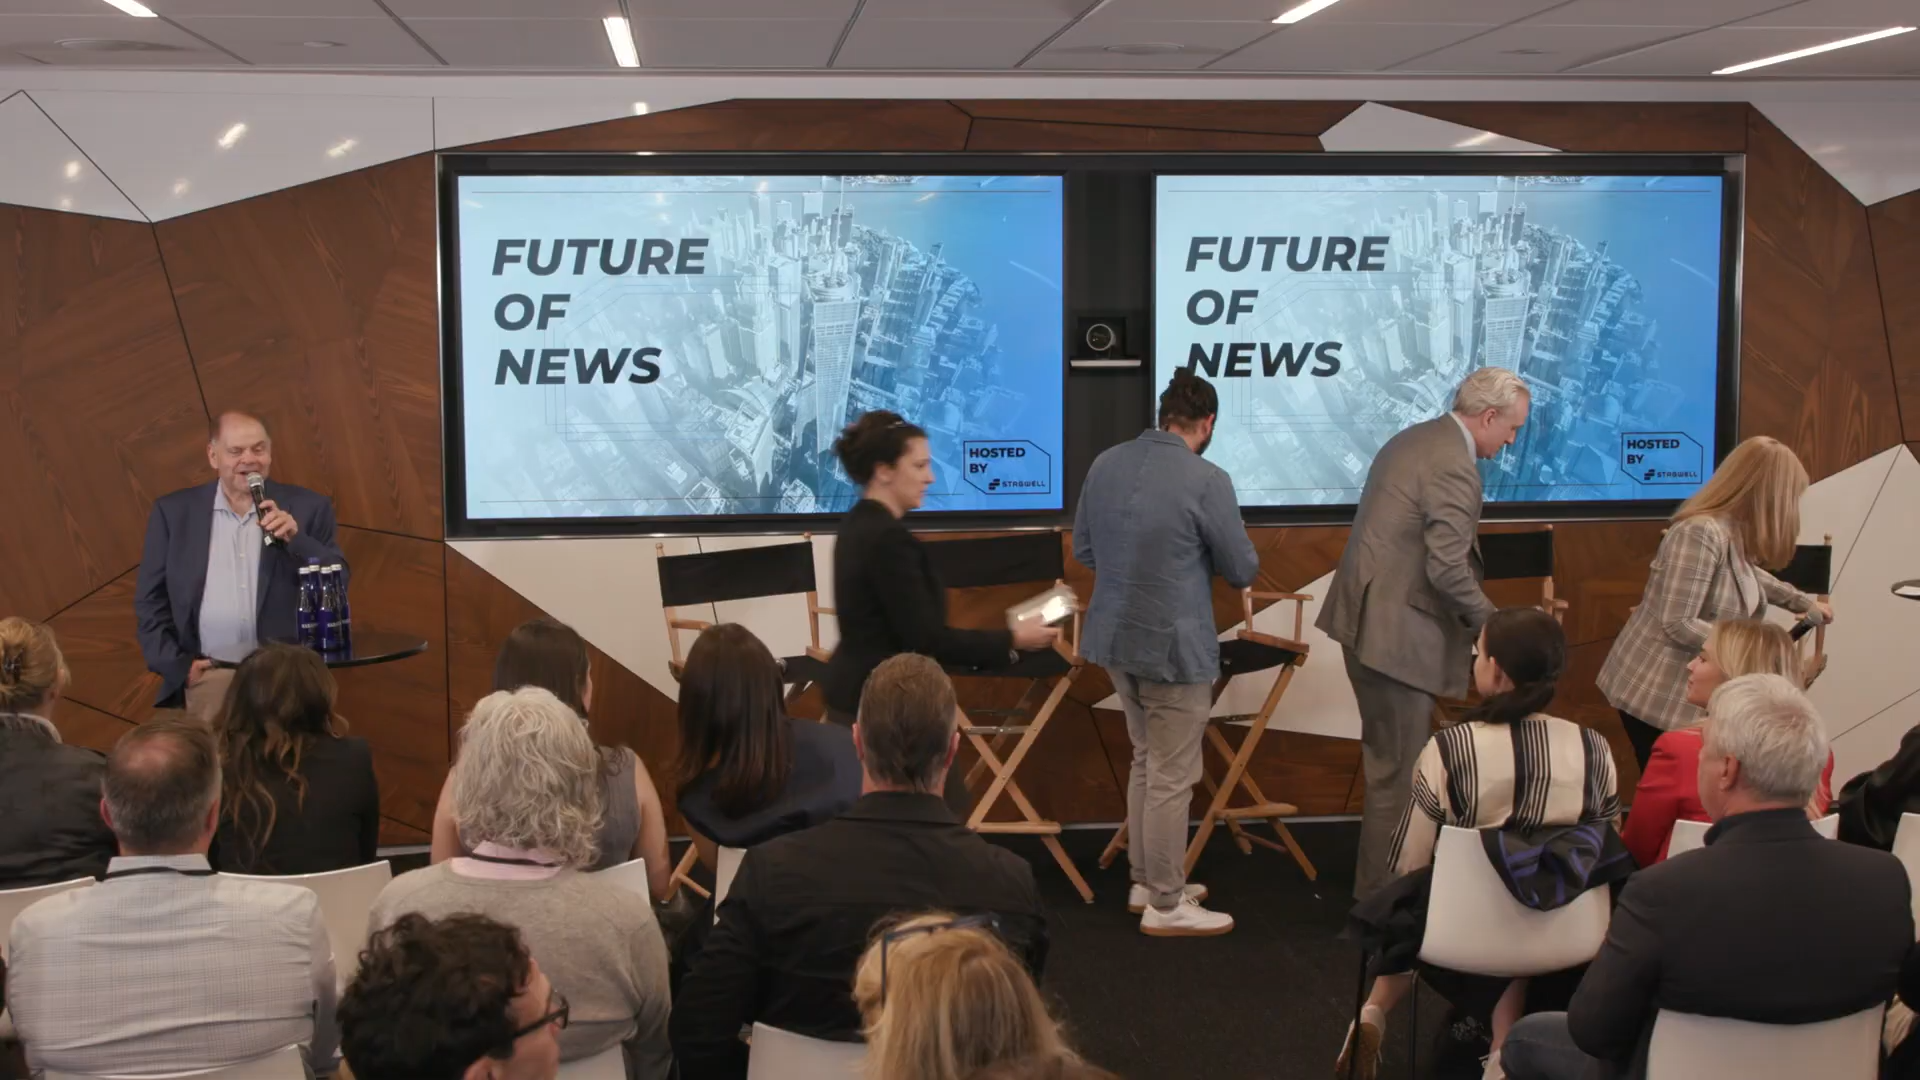 FUTURE
OF
NEWS
HOSTED
BY
STAGWELL
FUTURE
OF
NEWS
HOSTED
BY
STAGWELL